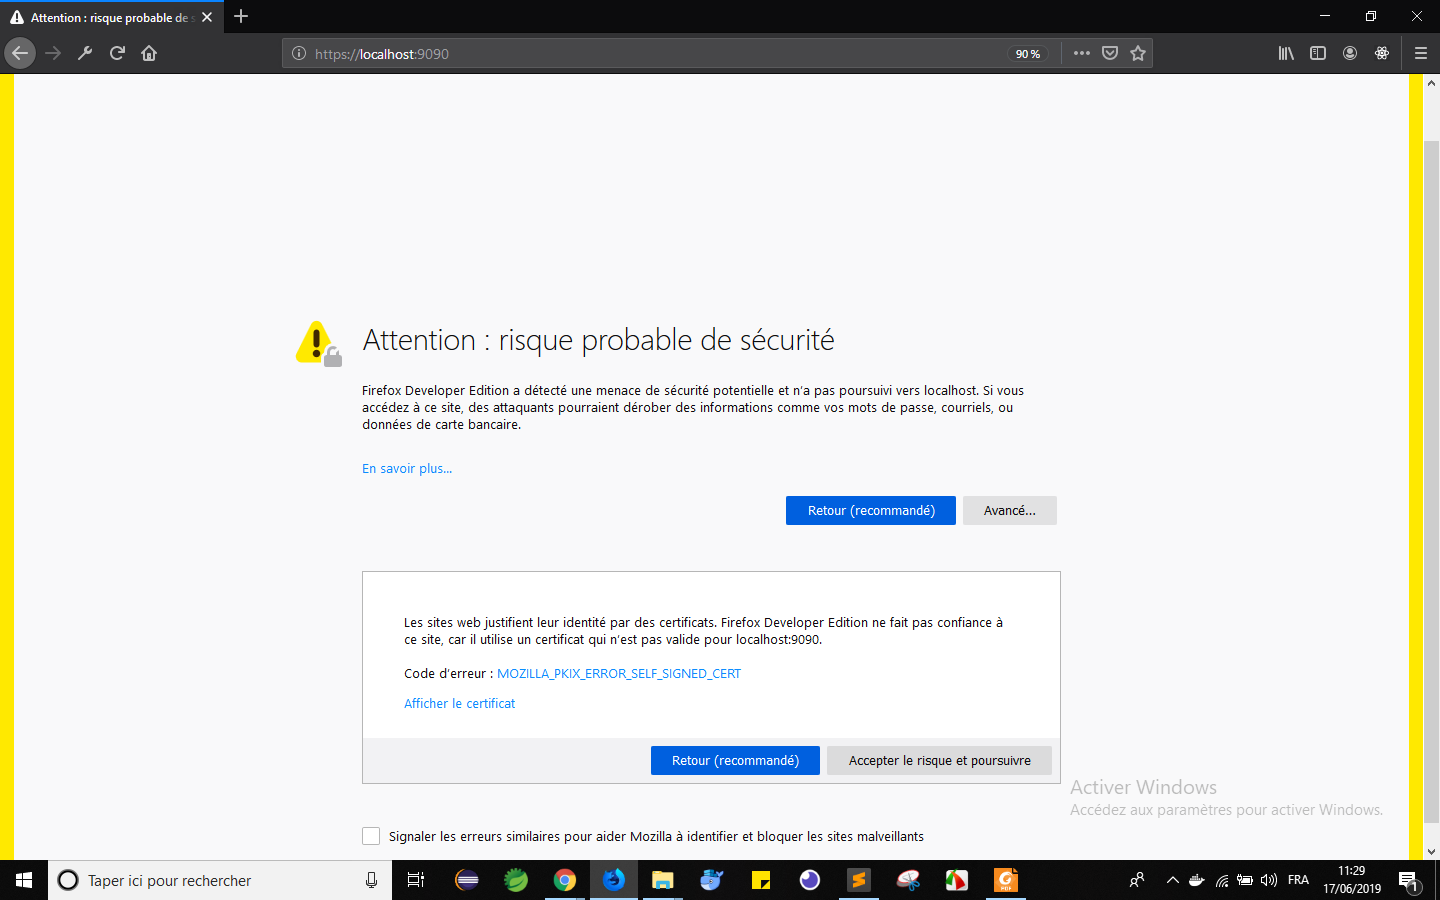 Attention : risque probable de s
https://localhost:9090
90 %
Attention : risque probable de sécurité
Firefox Developer Edition a détecté une menace de sécurité potentielle et n'a pas poursuivi vers localhost. Si vous
accédez à ce site, des attaquants pourraient dérober des informations comme vos mots de passe, courriels, ou
données de carte bancaire.
En savoir plus...
Retour (recommandé)
Avancé...
Les sites web justifient leur identité par des certificats. Firefox Developer Edition ne fait pas confiance à
ce site, car il utilise un certificat qui n'est pas valide pour localhost:9090.
Code d'erreur : MOZILLA_PKIX_ERROR_SELF_SIGNED_CERT
Afficher le certificat
Retour (recommandé)
Accepter le risque et poursuivre
Activer Windows
Accédez aux paramètres pour activer Windows.
Signaler les erreurs similaires pour aider Mozilla à identifier et bloquer les sites malveillants
Taper ici pour rechercher
PDF
FRA
11:29
17/06/2019
1